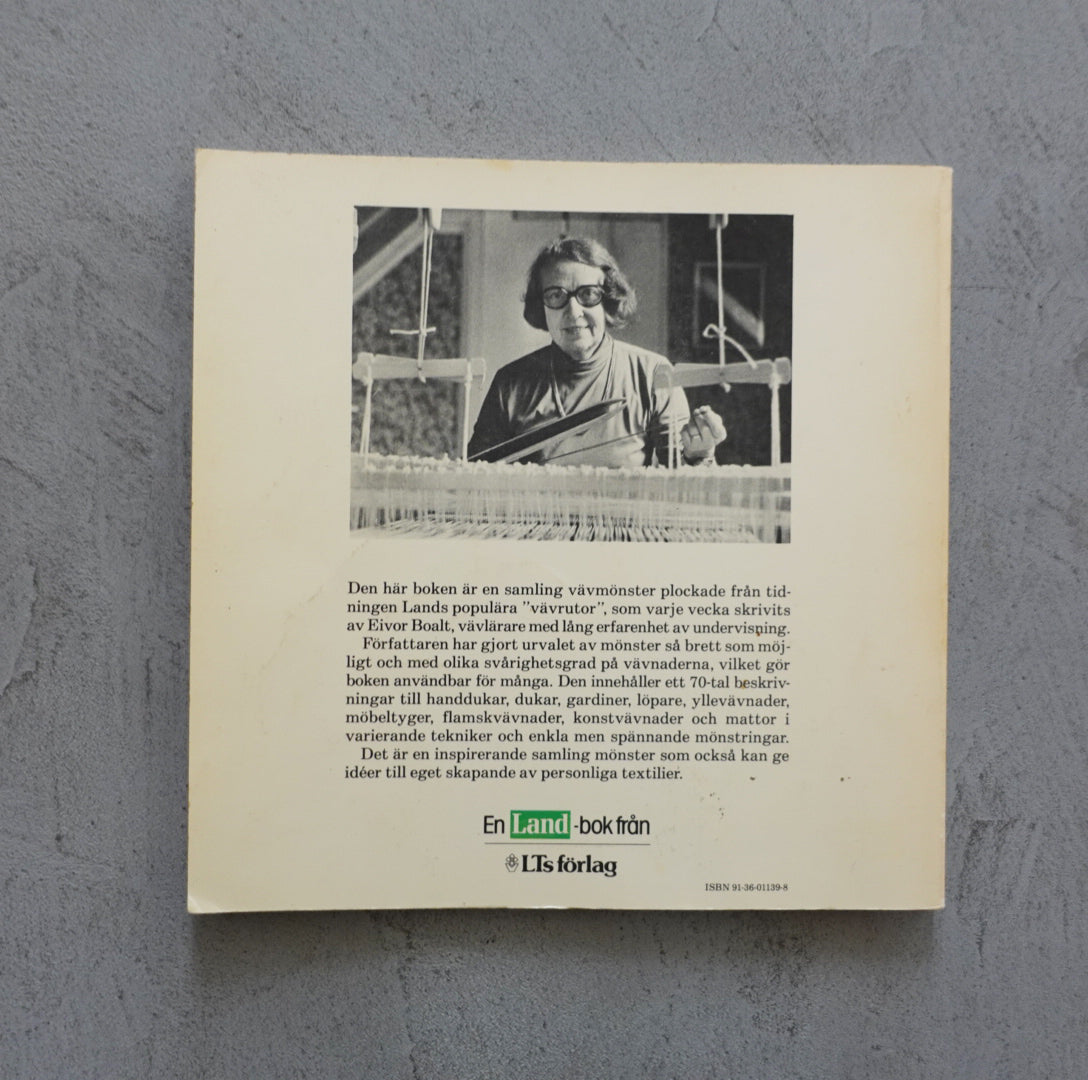 Den här boken är en samling vävmönster plockade från tid-
ningen Lands populära ”vävrutor”, som varje vecka skrivits
av Eivor Boalt, vävlärare med lång erfarenhet av undervisning.
Författaren har gjort urvalet av mönster så brett som möj-
ligt och med olika svårighetsgrad på vävnaderna, vilket gör
boken användbar för många. Den innehåller ett 70-tal beskriv-
ningar till handdukar, dukar, gardiner, löpare, yllevävnader,
möbeltyger, flamskvävnader, konstvävnader och mattor i
varierande tekniker och enkla men spännande mönstringar.
Det är en inspirerande samling mönster som också kan ge
idéer till eget skapande av personliga textilier.
En Land-bok från
LTs förlag
ISBN 91-36-01139-8